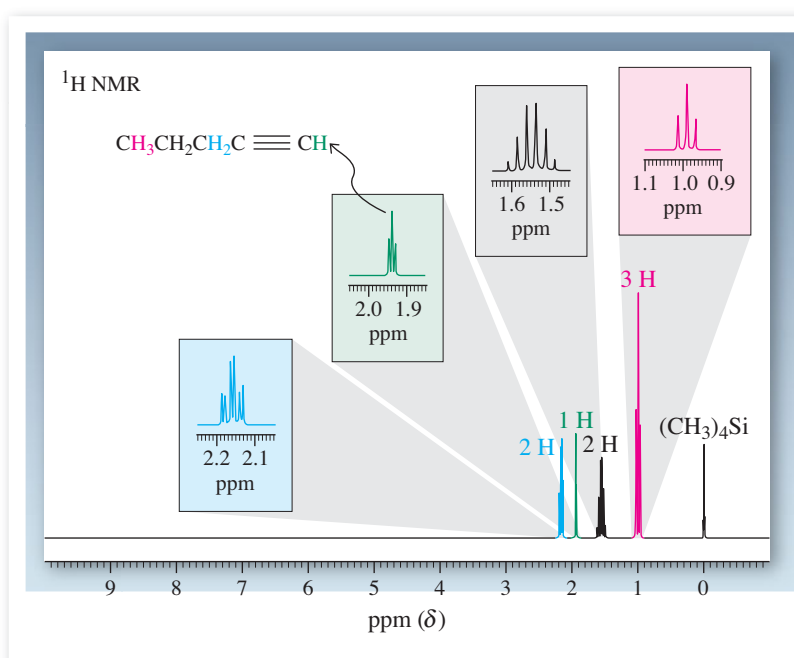 ¹H NMR
CH₃CH₂CH₂C≡CH
1.6 1.5
ppm
1.1 1.0 0.9
ppm
2.0 1.9
ppm
2.2 2.1
ppm
3 H
2 H
1 H
2 H
(CH₃)₄Si
9 8 7 6 5 4 3 2 1 0
ppm (δ)